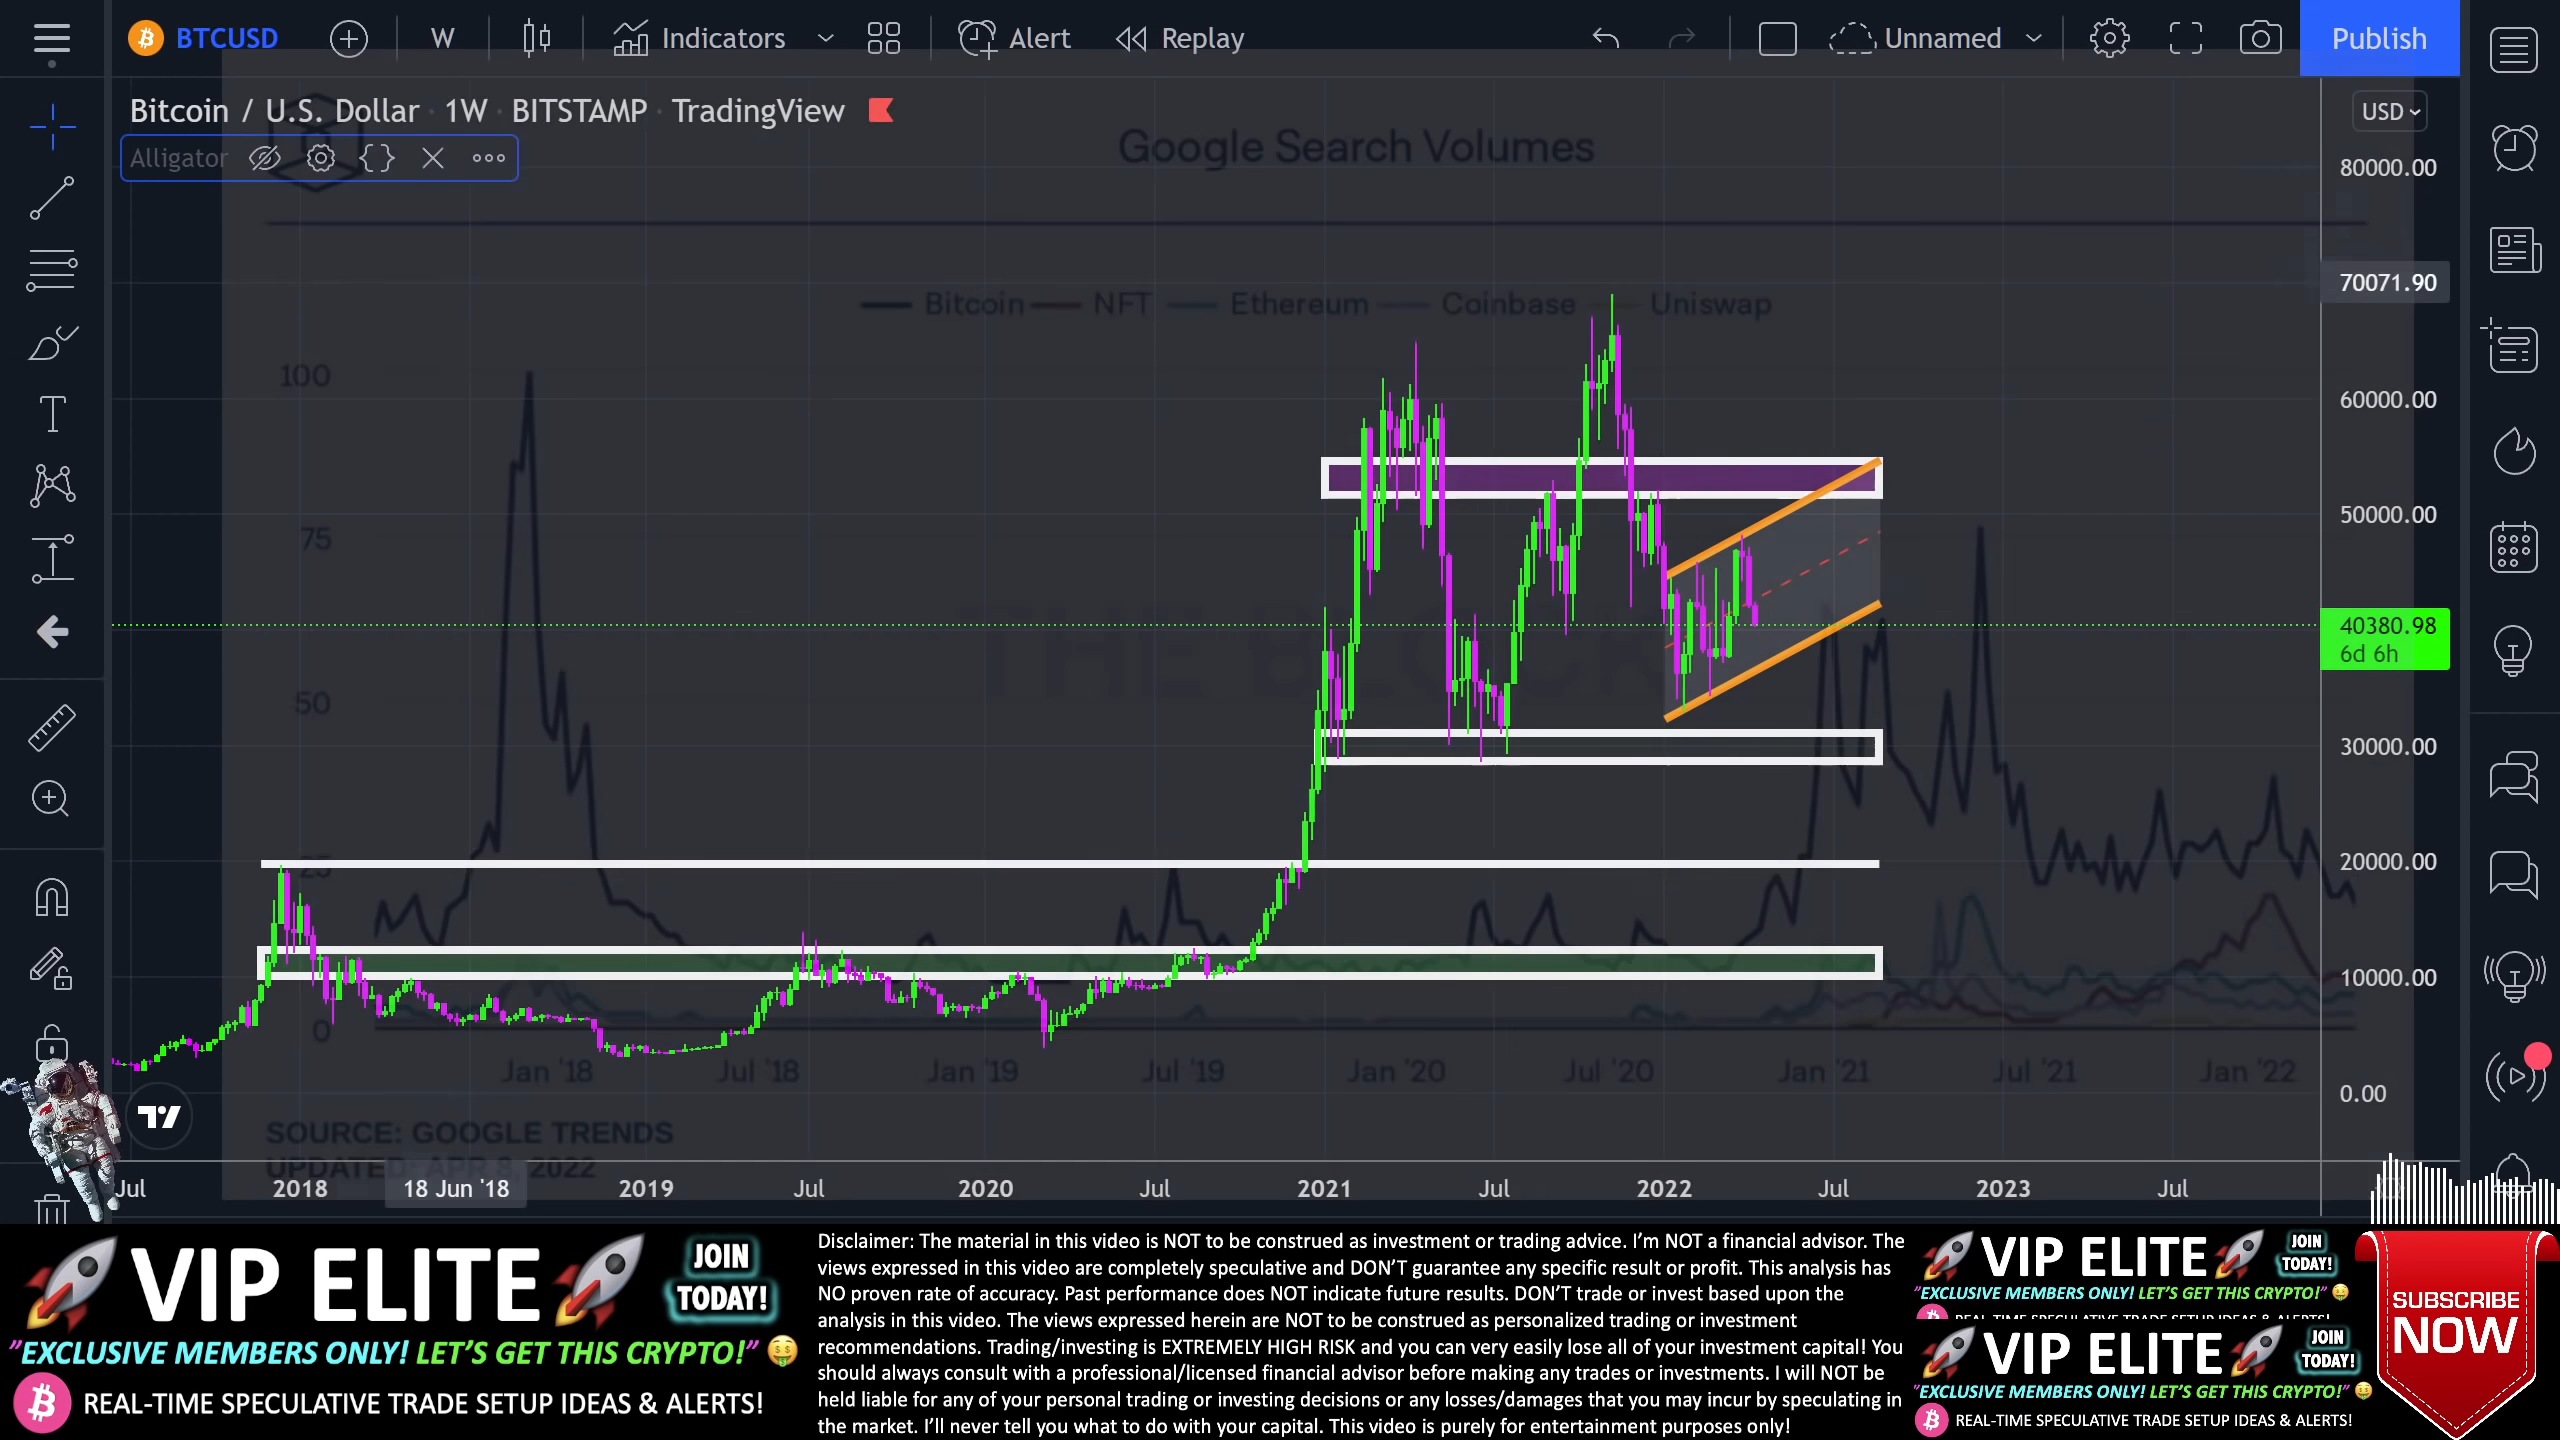 BTCUSD
W
Indicators
Alert
Replay
Unnamed
Publish
Bitcoin / U.S. Dollar · 1W · BITSTAMP · TradingView
USD
Alligator
Google Search Volumes
80000.00
70071.90
Bitcoin NFT Ethereum Coinbase Uniswap
100
60000.00
75
50000.00
40380.98
6d 6h
THE BLOCK
50
30000.00
25
20000.00
10000.00
0
Jan '18 Jul '18 Jan '19 Jul '19 Jan '20 Jul '20 Jan '21 Jul '21 Jan '22
0.00
SOURCE: GOOGLE TRENDS
UPDATED: APR 8, 2022
Jul 2018 18 Jun '18 2019 Jul 2020 Jul 2021 Jul 2022 Jul 2023 Jul
VIP ELITE
JOIN
TODAY!
"EXCLUSIVE MEMBERS ONLY! LET'S GET THIS CRYPTO!"
REAL-TIME SPECULATIVE TRADE SETUP IDEAS & ALERTS!
Disclaimer: The material in this video is NOT to be construed as investment or trading advice. I'm NOT a financial advisor. The
views expressed in this video are completely speculative and DON'T guarantee any specific result or profit. This analysis has
NO proven rate of accuracy. Past performance does NOT indicate future results. DON'T trade or invest based upon the
analysis in this video. The views expressed herein are NOT to be construed as personalized trading or investment
recommendations. Trading/investing is EXTREMELY HIGH RISK and you can very easily lose all of your investment capital! You
should always consult with a professional/licensed financial advisor before making any trades or investments. I will NOT be
held liable for any of your personal trading or investing decisions or any losses/damages that you may incur by speculating in
the market. I'll never tell you what to do with your capital. This video is purely for entertainment purposes only!
VIP ELITE
JOIN
TODAY!
"EXCLUSIVE MEMBERS ONLY! LET'S GET THIS CRYPTO!"
REAL-TIME SPECULATIVE TRADE SETUP IDEAS & ALERTS!
VIP ELITE
JOIN
TODAY!
"EXCLUSIVE MEMBERS ONLY! LET'S GET THIS CRYPTO!"
REAL-TIME SPECULATIVE TRADE SETUP IDEAS & ALERTS!
SUBSCRIBE
NOW